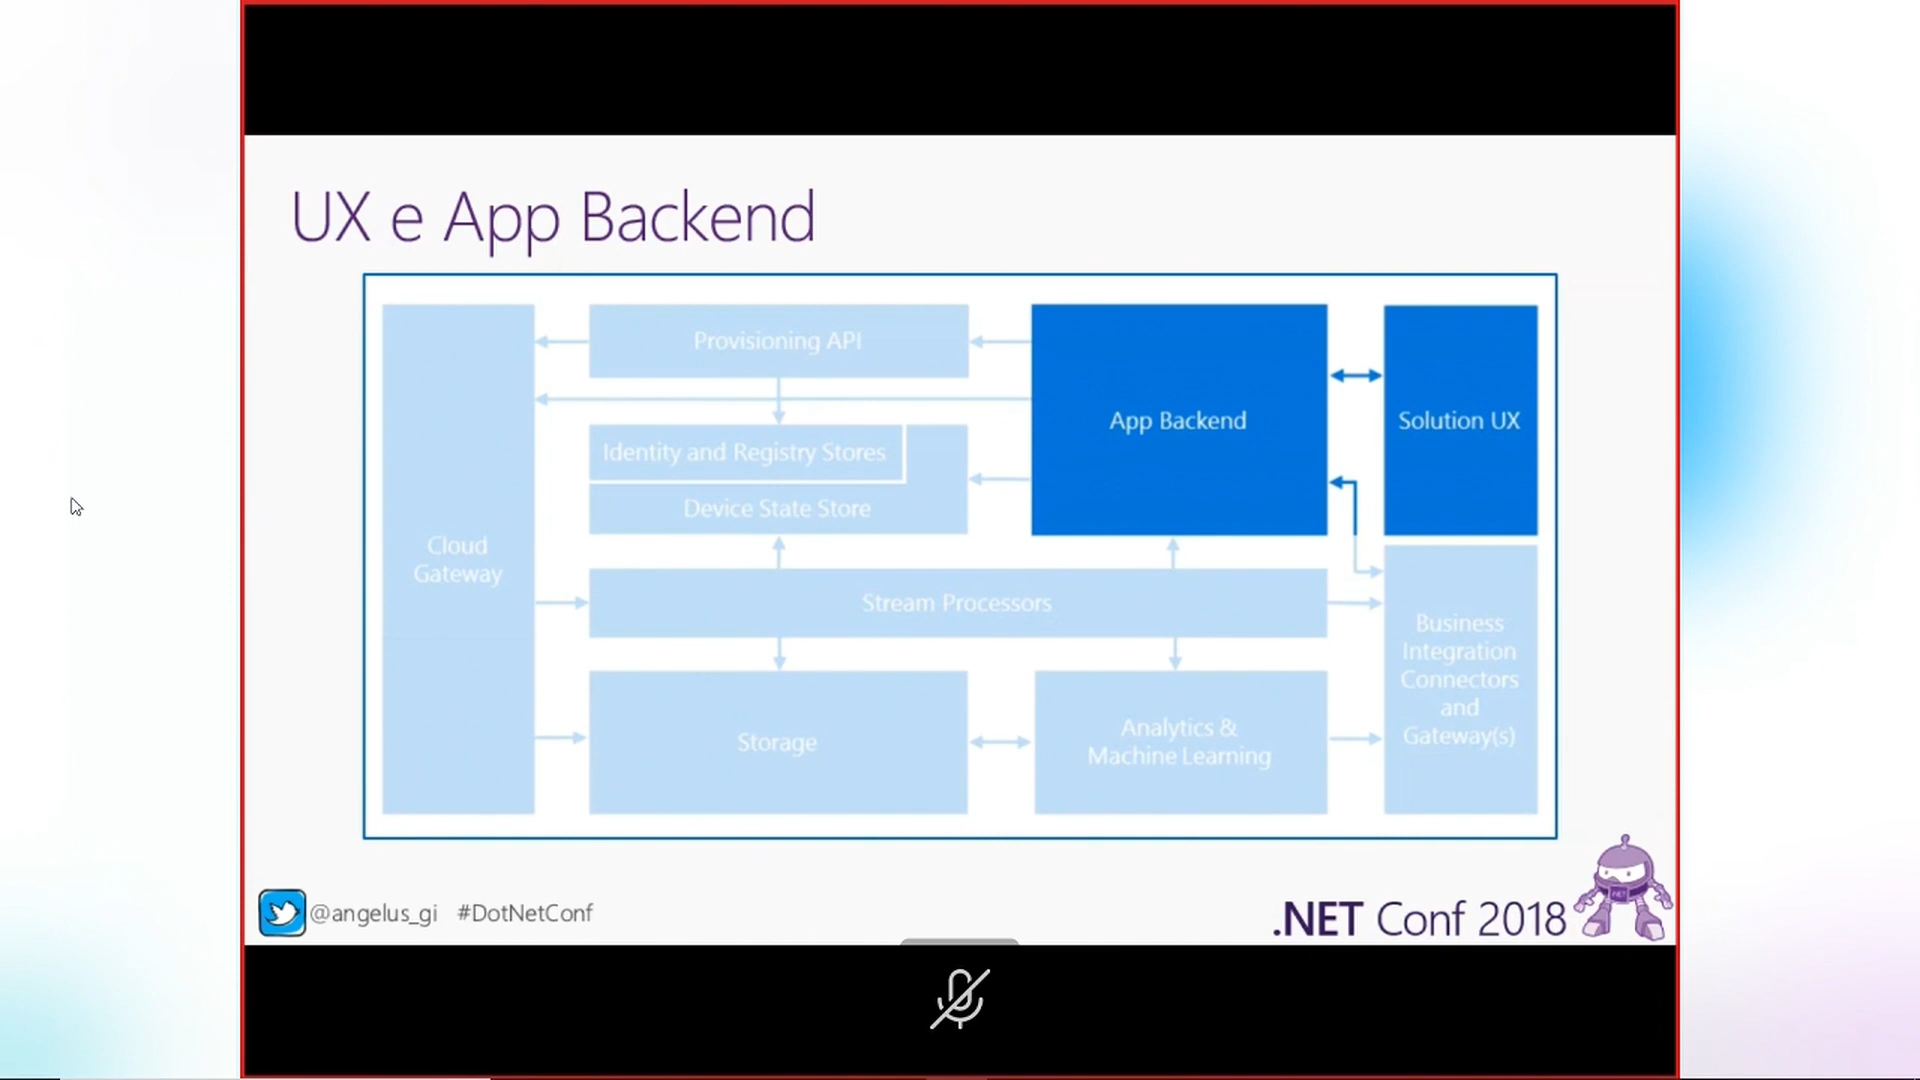 UX e App Backend
Provisioning API
App Backend
Solution UX
Identity and Registry Stores
Device State Store
Cloud
Gateway
Stream Processors
Business
Integration
Connectors
and
Gateway(s)
Storage
Analytics &
Machine Learning
@angelus_gi #DotNetConf
.NET Conf 2018
.NET